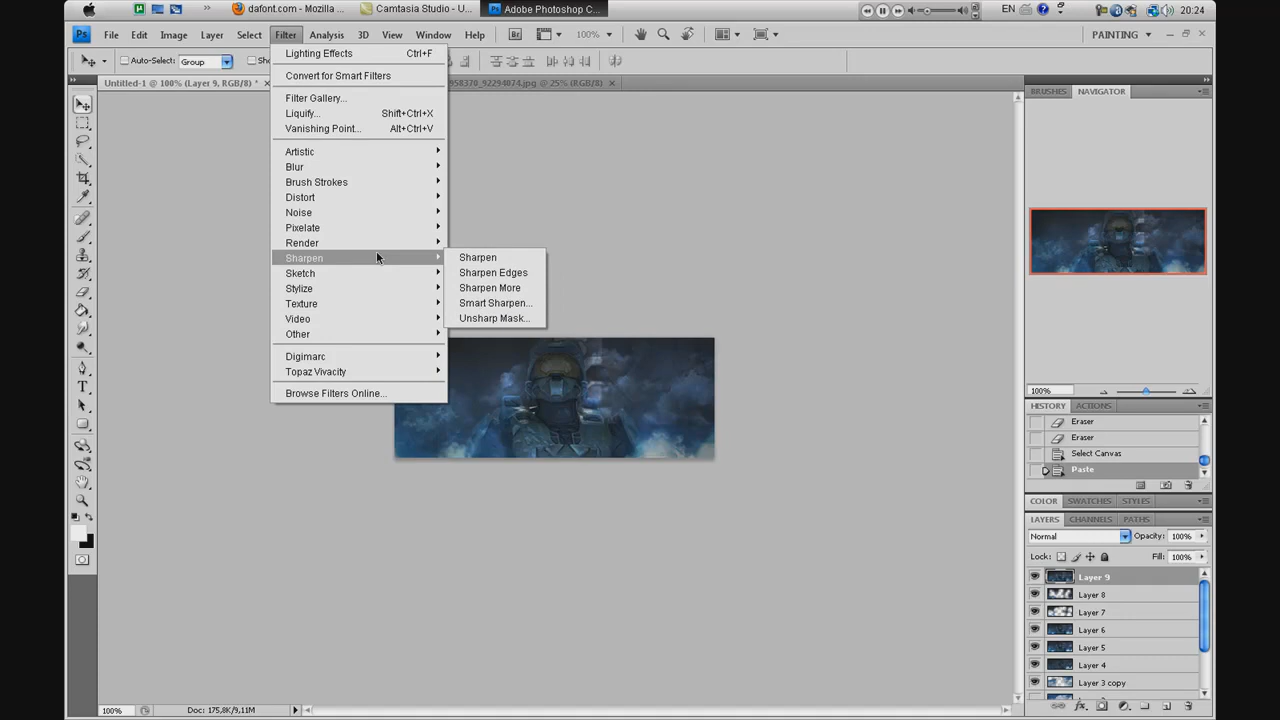 dafont.com - Mozilla ...
Camtasia Studio - U...
Adobe Photoshop C...
EN
20:24
Ps
File Edit Image Layer Select Filter Analysis 3D View Window Help
Br
100%
PAINTING
Auto-Select: Group
Untitled-1 @ 100% (Layer 9, RGB/8) *
958370_92294074.jpg @ 25% (RGB/8)
Lighting Effects Ctrl+F
Convert for Smart Filters
Filter Gallery...
Liquify... Shift+Ctrl+X
Vanishing Point... Alt+Ctrl+V
Artistic
Blur
Brush Strokes
Distort
Noise
Pixelate
Render
Sharpen
Sketch
Stylize
Texture
Video
Other
Digimarc
Topaz Vivacity
Browse Filters Online...
Sharpen
Sharpen Edges
Sharpen More
Smart Sharpen...
Unsharp Mask...
BRUSHES NAVIGATOR
100%
HISTORY ACTIONS
Eraser
Eraser
Select Canvas
Paste
COLOR SWATCHES STYLES
LAYERS CHANNELS PATHS
Normal Opacity: 100%
Lock: Fill: 100%
Layer 9
Layer 8
Layer 7
Layer 6
Layer 5
Layer 4
Layer 3 copy
100% Doc: 175,8K/9,11M